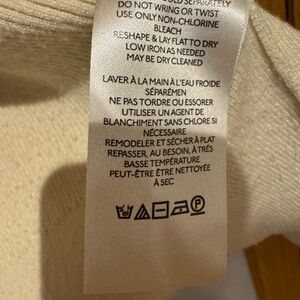 SEPARATELY
DO NOT WRING OR TWIST
USE ONLY NON-CHLORINE
BLEACH
RESHAPE & LAY FLAT TO DRY
LOW IRON AS NEEDED
MAY BE DRY CLEANED
LAVER À LA MAIN À L'EAU FROIDE
SÉPARÉMEN
NE PAS TORDRE OU ESSORER
UTILISER UN AGENT DE
BLANCHIMENT SANS CHLORE SI
NÉCESSAIRE
REMODELER ET SÉCHER À PLAT
REPASSER, AU BESOIN, À TRÈS
BASSE TEMPÉRATURE
PEUT-ÊTRE ÊTRE NETTOYÉE
À SEC
P